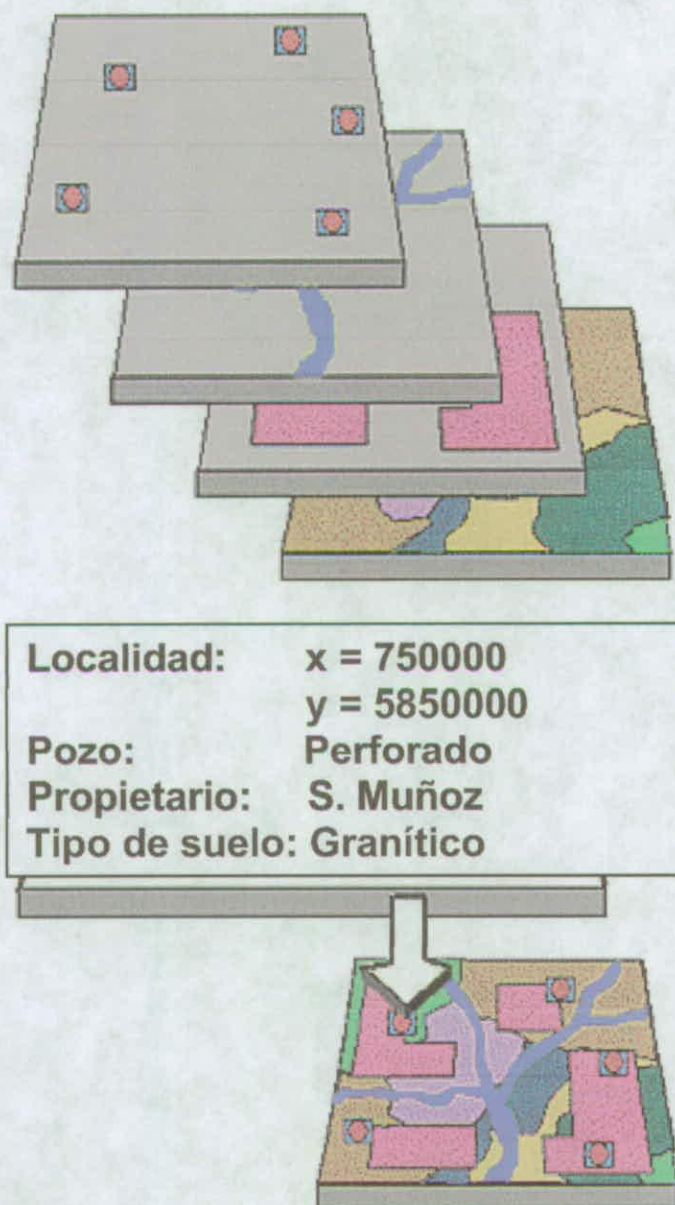 Localidad: x = 750000
y = 5850000
Pozo: Perforado
Propietario: S. Muñoz
Tipo de suelo: Granítico